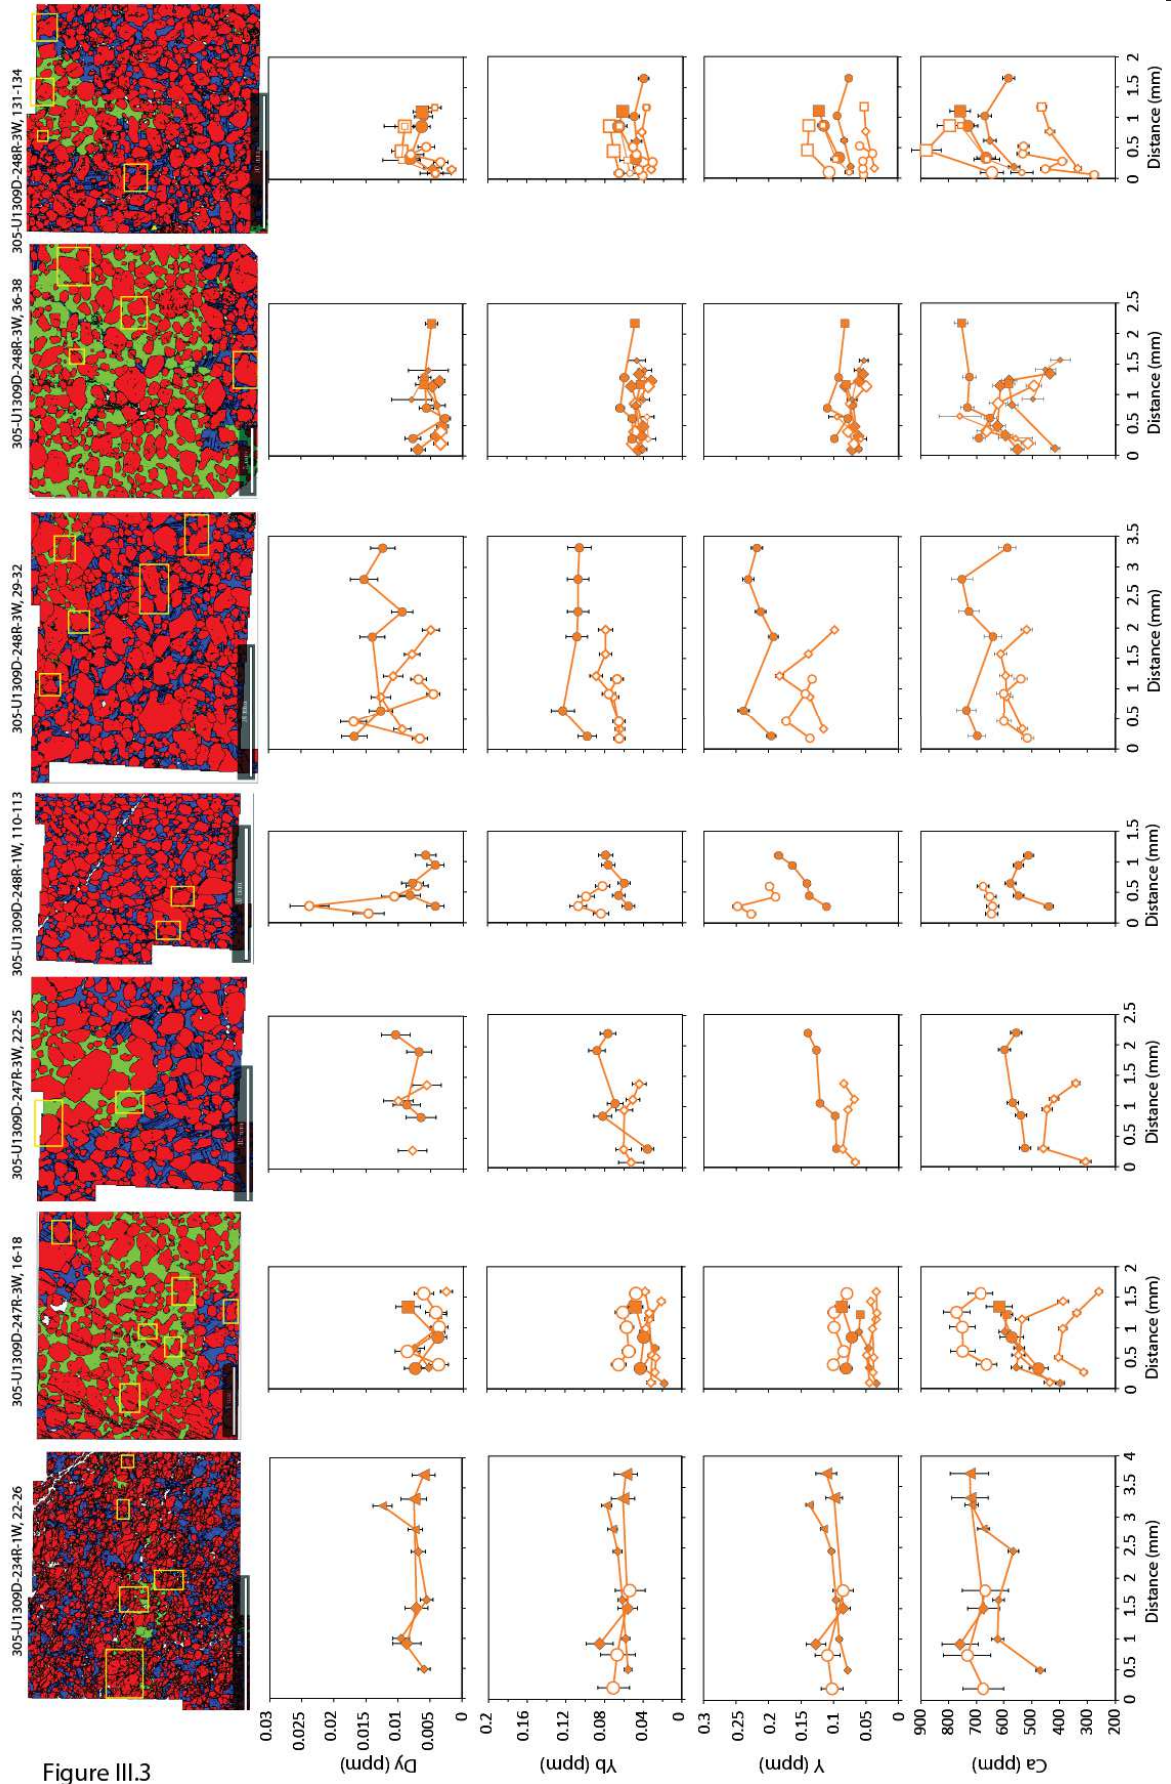 Figure III.3
305-U1309D-234R-1W, 22-26
305-U1309D-247R-3W, 16-18
305-U1309D-247R-3W, 22-25
305-U1309D-248R-1W, 110-113
305-U1309D-248R-3W, 29-32
305-U1309D-248R-3W, 36-38
305-U1309D-248R-3W, 131-134
Dy (ppm)
0.03
0.025
0.02
0.015
0.01
0.005
0
Yb (ppm)
0.2
0.16
0.12
0.08
0.04
0
Y (ppm)
0.3
0.25
0.2
0.15
0.1
0.05
0
Ca (ppm)
900
800
700
600
500
400
300
200
0 0.5 1 1.5 2 2.5 3 3.5 4
Distance (mm)
0 0.5 1 1.5 2
Distance (mm)
0 0.5 1 1.5 2 2.5
Distance (mm)
0 0.5 1 1.5
Distance (mm)
0 0.5 1 1.5 2 2.5 3 3.5
Distance (mm)
0 0.5 1 1.5 2 2.5
Distance (mm)
0 0.5 1 1.5 2
Distance (mm)